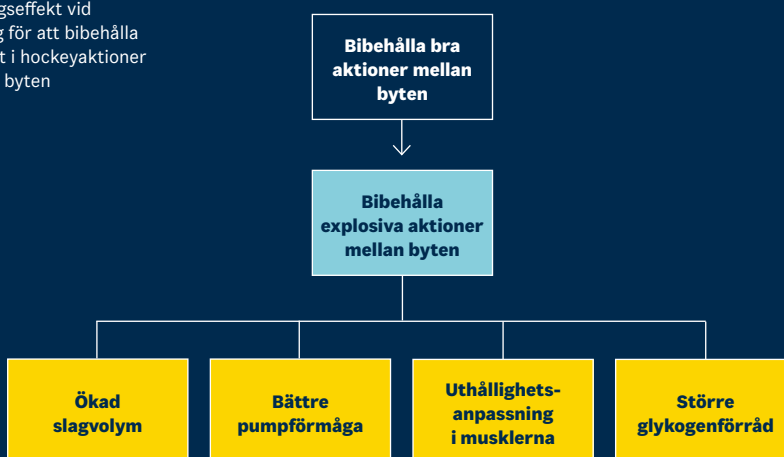 gseffekt vid
g för att bibehålla
t i hockeyaktioner
byten
Bibehålla bra
aktioner mellan
byten
Bibehålla
explosiva aktioner
mellan byten
Ökad
slagvolym
Bättre
pumpförmåga
Uthållighets-
anpassning
i musklerna
Större
glykogenförråd